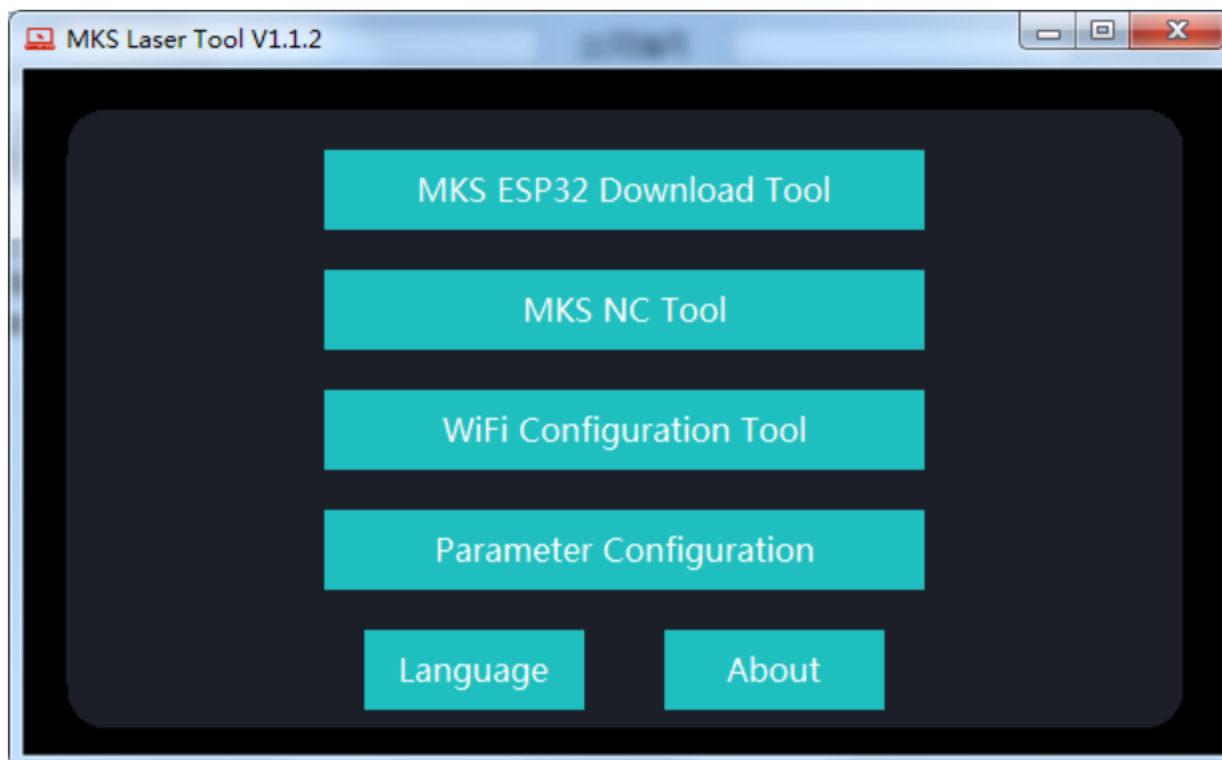 MKS Laser Tool V1.1.2
MKS ESP32 Download Tool
MKS NC Tool
WiFi Configuration Tool
Parameter Configuration
Language
About